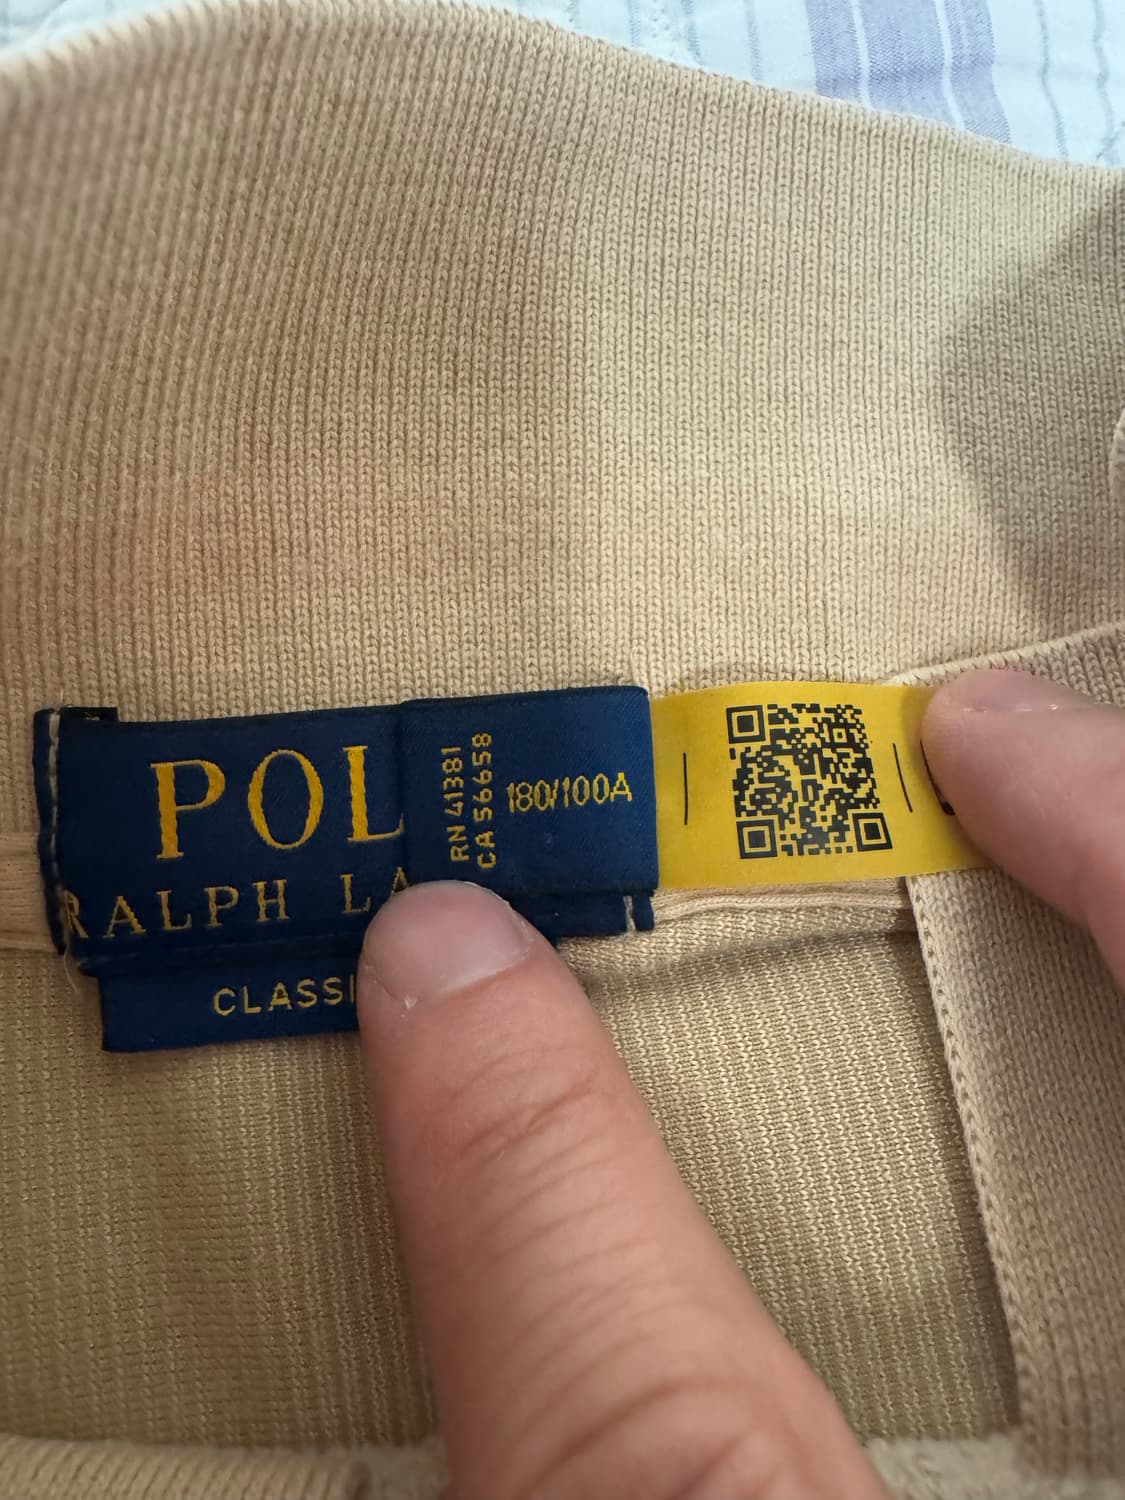 POL
RALPH LA
CLASSI
RN 41381
CA 56658
180/100A